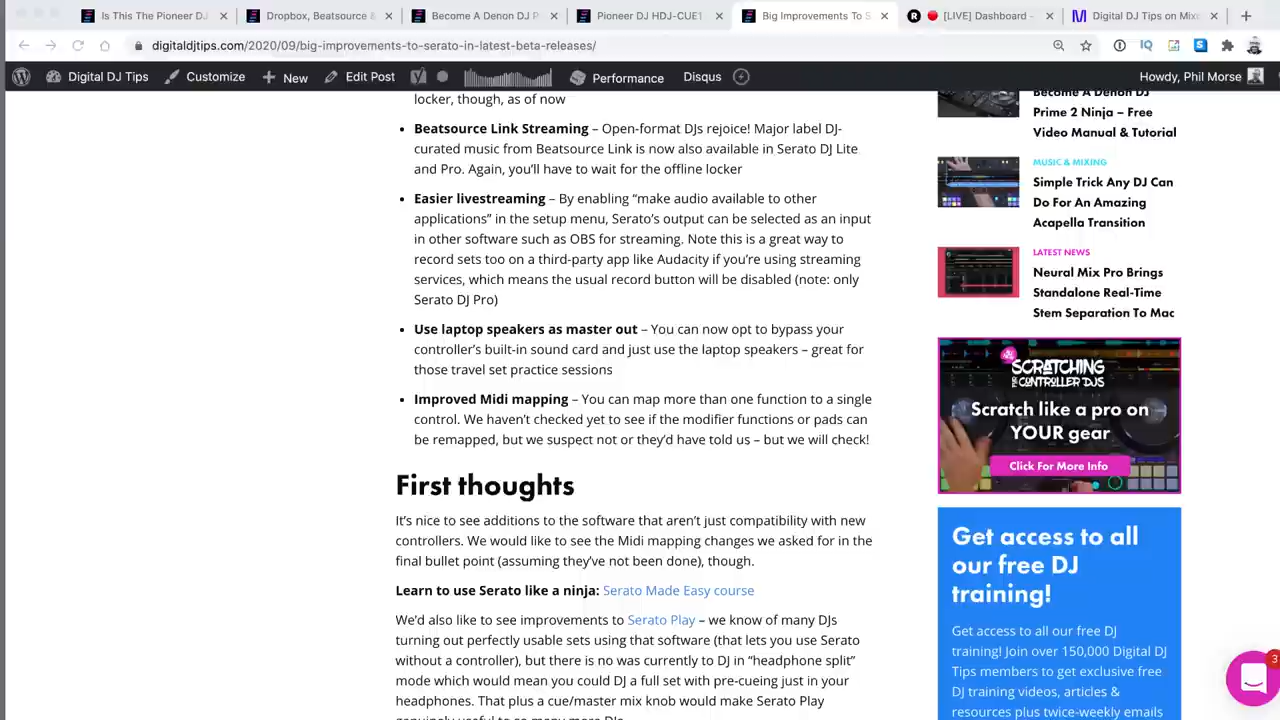 Is This The Pioneer DJ
Dropbox, Beatsource &
Become A Denon DJ P
Pioneer DJ HDJ-CUE1
Big Improvements To S
[LIVE] Dashboard -
Digital DJ Tips on Mix
digitaldjtips.com/2020/09/big-improvements-to-serato-in-latest-beta-releases/
Digital DJ Tips
Customize
New
Edit Post
Performance
Disqus
Howdy, Phil Morse
locker, though, as of now
Beatsource Link Streaming – Open-format DJs rejoice! Major label DJ-
curated music from Beatsource Link is now also available in Serato DJ Lite
and Pro. Again, you'll have to wait for the offline locker
Easier livestreaming – By enabling "make audio available to other
applications" in the setup menu, Serato's output can be selected as an input
in other software such as OBS for streaming. Note this is a great way to
record sets too on a third-party app like Audacity if you're using streaming
services, which means the usual record button will be disabled (note: only
Serato DJ Pro)
Use laptop speakers as master out – You can now opt to bypass your
controller's built-in sound card and just use the laptop speakers – great for
those travel set practice sessions
Improved Midi mapping – You can map more than one function to a single
control. We haven't checked yet to see if the modifier functions or pads can
be remapped, but we suspect not or they'd have told us – but we will check!
First thoughts
It's nice to see additions to the software that aren't just compatibility with new
controllers. We would like to see the Midi mapping changes we asked for in the
final bullet point (assuming they've not been done), though.
Learn to use Serato like a ninja: Serato Made Easy course
We'd also like to see improvements to Serato Play – we know of many DJs
turning out perfectly usable sets using that software (that lets you use Serato
without a controller), but there is no was currently to DJ in "headphone split"
mode which would mean you could DJ a full set with pre-cueing just in your
headphones. That plus a cue/master mix knob would make Serato Play
genuinely useful to so many more DJs
Become A Denon DJ
Prime 2 Ninja – Free
Video Manual & Tutorial
MUSIC & MIXING
Simple Trick Any DJ Can
Do For An Amazing
Acapella Transition
LATEST NEWS
Neural Mix Pro Brings
Standalone Real-Time
Stem Separation To Mac
SCRATCHING
FOR CONTROLLER DJS
Scratch like a pro on
YOUR gear
Click For More Info
Get access to all
our free DJ
training!
Get access to all our free DJ
training! Join over 150,000 Digital DJ
Tips members to get exclusive free
DJ training videos, articles &
resources plus twice-weekly emails
3